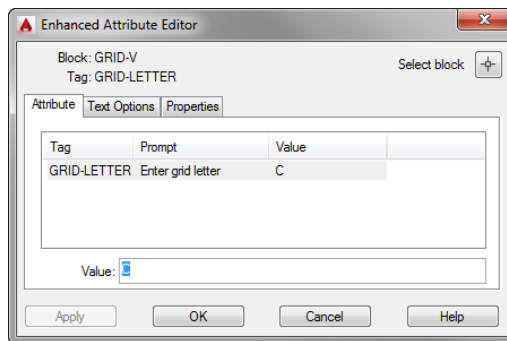 Enhanced Attribute Editor
Block: GRID-V
Tag: GRID-LETTER
Select block
Attribute Text Options Properties
Tag Prompt Value
GRID-LETTER Enter grid letter C
Value: C
Apply OK Cancel Help